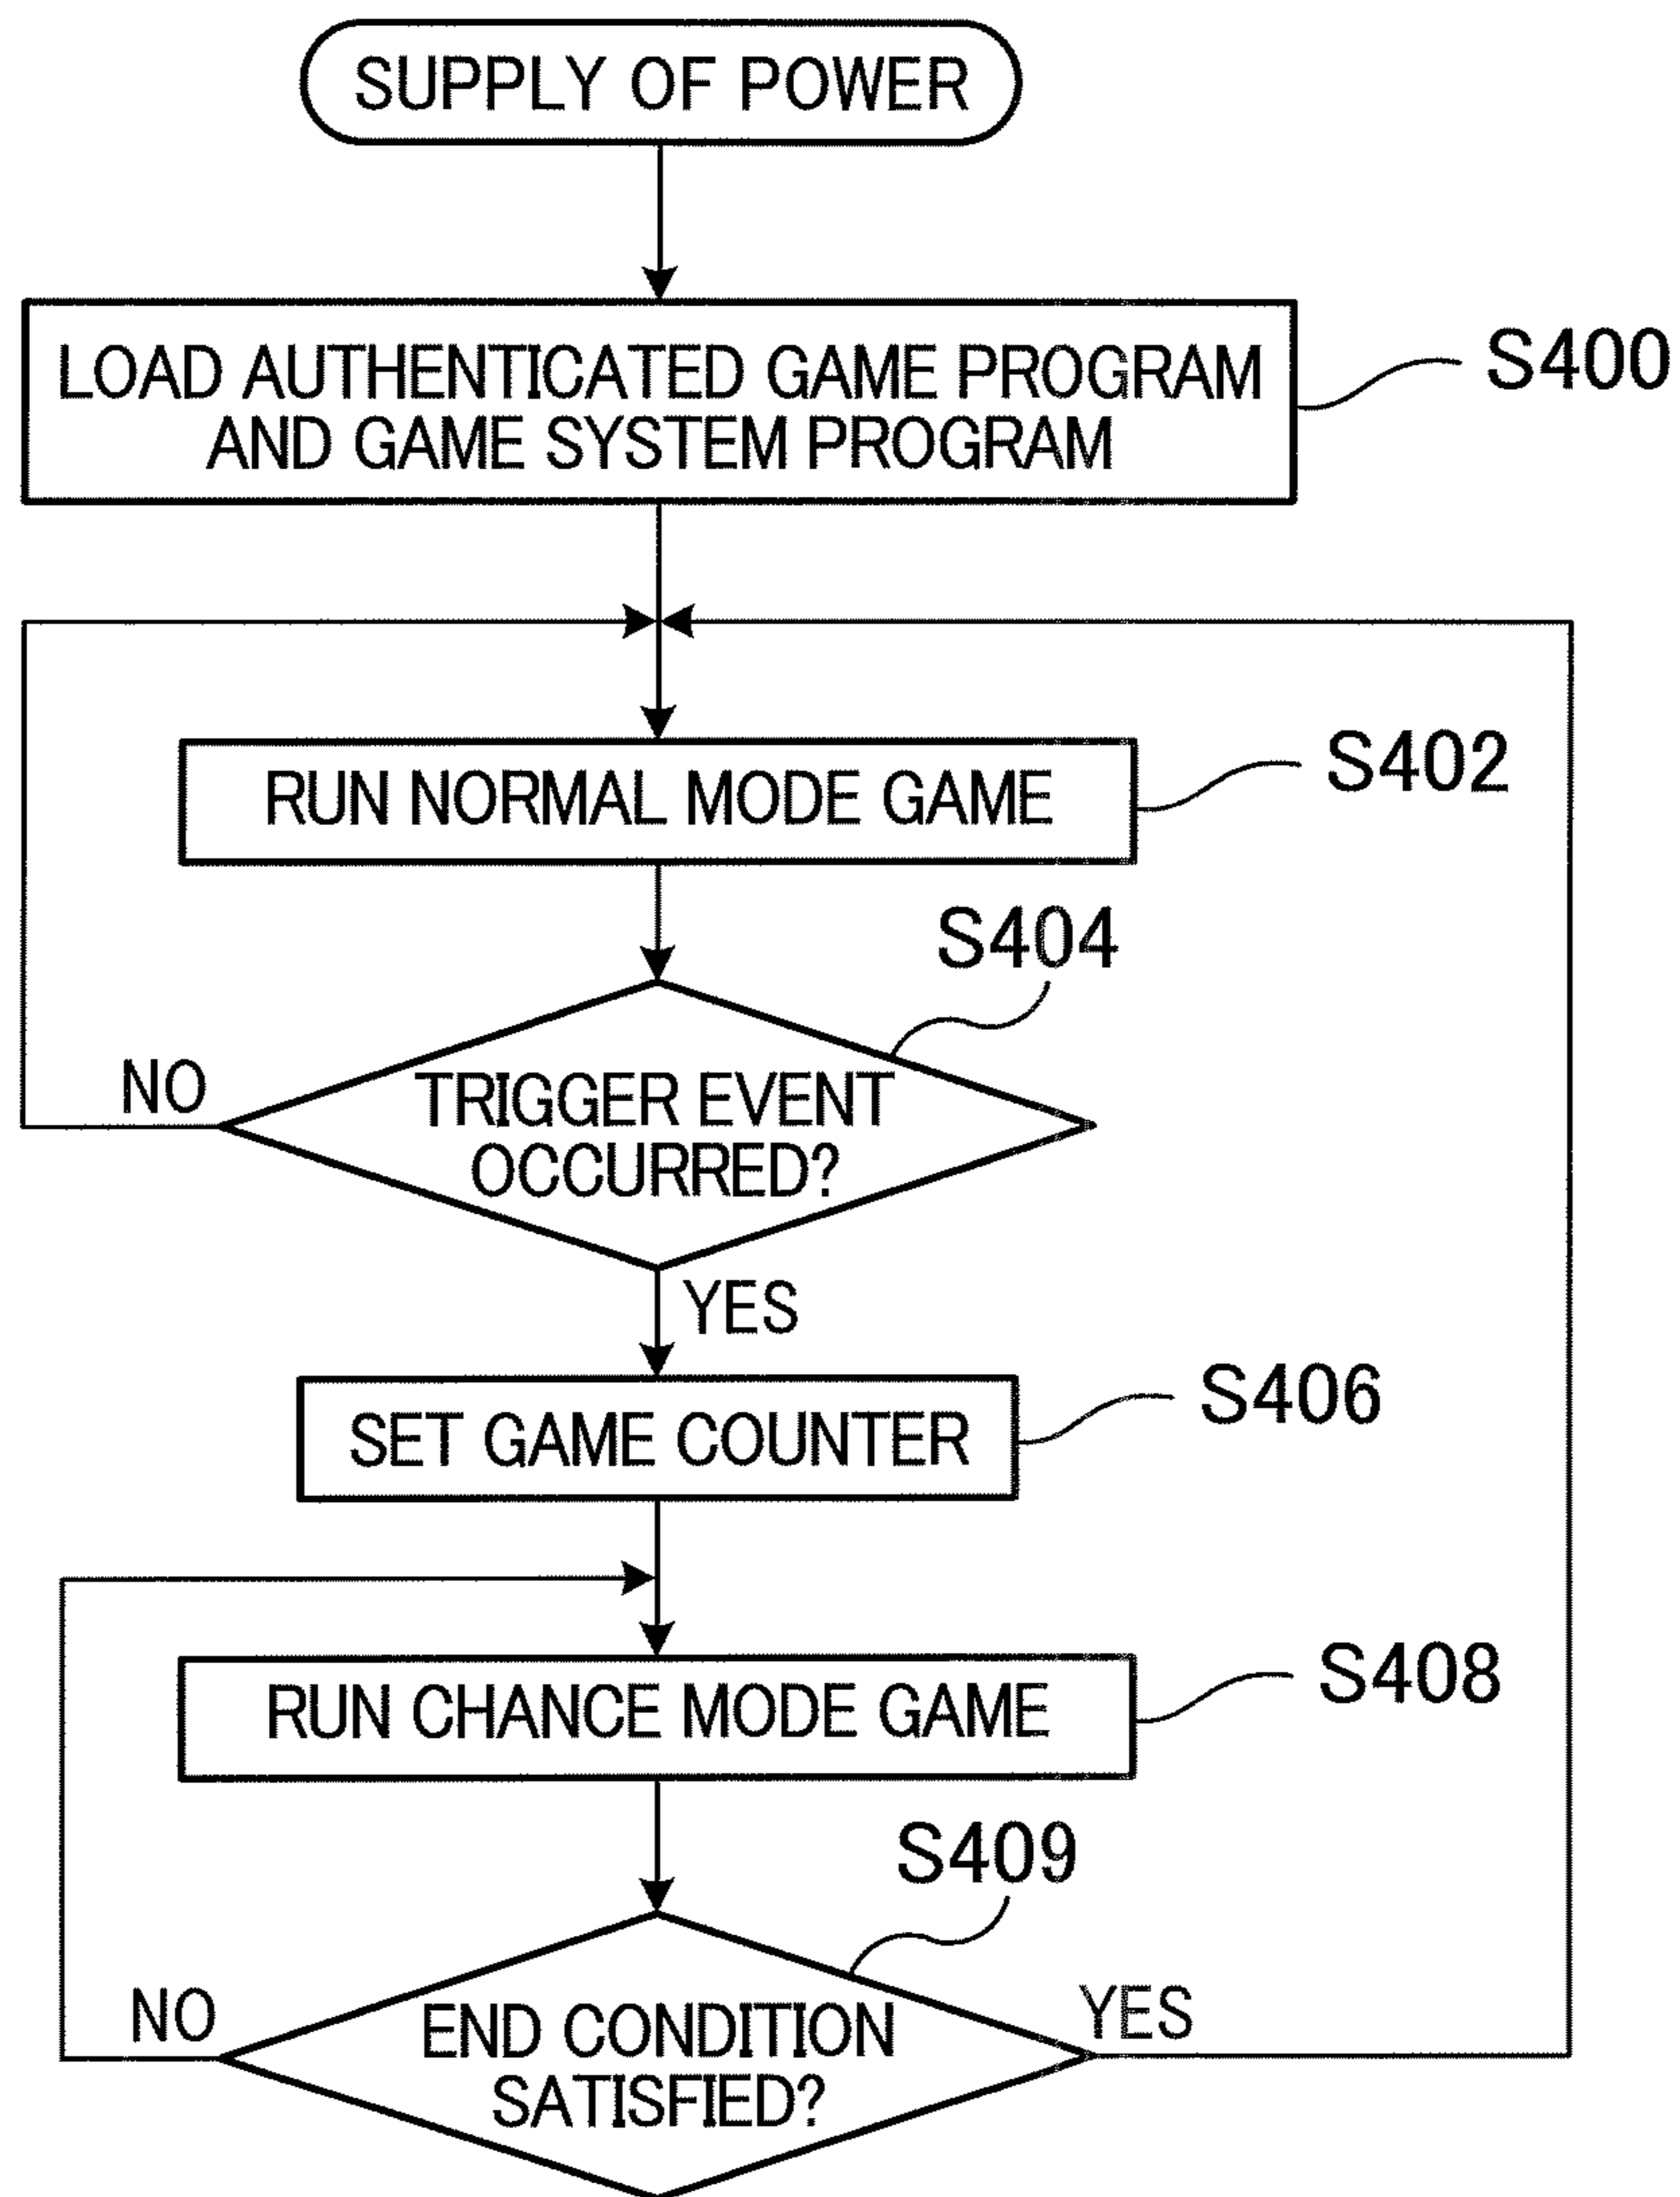 SUPPLY OF POWER
LOAD AUTHENTICATED GAME PROGRAM
AND GAME SYSTEM PROGRAM
S400
RUN NORMAL MODE GAME
S402
S404
NO
TRIGGER EVENT
OCCURRED?
YES
SET GAME COUNTER
S406
RUN CHANCE MODE GAME
S408
S409
NO
END CONDITION
SATISFIED?
YES